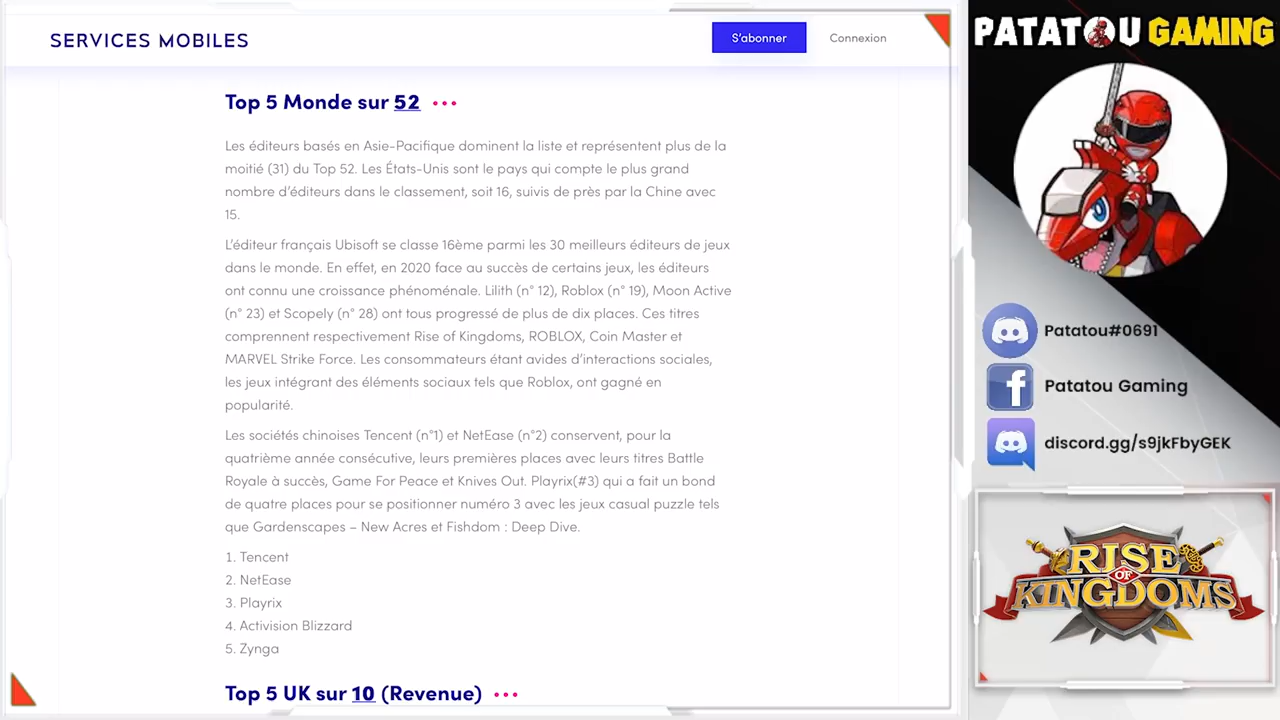 SERVICES MOBILES
S'abonner
Connexion
Top 5 Monde sur 52
Les éditeurs basés en Asie-Pacifique dominent la liste et représentent plus de la
moitié (31) du Top 52. Les États-Unis sont le pays qui compte le plus grand
nombre d'éditeurs dans le classement, soit 16, suivis de près par la Chine avec
15.
L'éditeur français Ubisoft se classe 16ème parmi les 30 meilleurs éditeurs de jeux
dans le monde. En effet, en 2020 face au succès de certains jeux, les éditeurs
ont connu une croissance phénoménale. Lilith (n° 12), Roblox (n° 19), Moon Active
(n° 23) et Scopely (n° 28) ont tous progressé de plus de dix places. Ces titres
comprennent respectivement Rise of Kingdoms, ROBLOX, Coin Master et
MARVEL Strike Force. Les consommateurs étant avides d'interactions sociales,
les jeux intégrant des éléments sociaux tels que Roblox, ont gagné en
popularité.
Les sociétés chinoises Tencent (n°1) et NetEase (n°2) conservent, pour la
quatrième année consécutive, leurs premières places avec leurs titres Battle
Royale à succès, Game For Peace et Knives Out. Playrix(#3) qui a fait un bond
de quatre places pour se positionner numéro 3 avec les jeux casual puzzle tels
que Gardenscapes – New Acres et Fishdom : Deep Dive.
1. Tencent
2. NetEase
3. Playrix
4. Activision Blizzard
5. Zynga
Top 5 UK sur 10 (Revenue)
PATATOU GAMING
Patatou#0691
Patatou Gaming
discord.gg/s9jkFbyGEK
RISE
OF
KINGDOMS